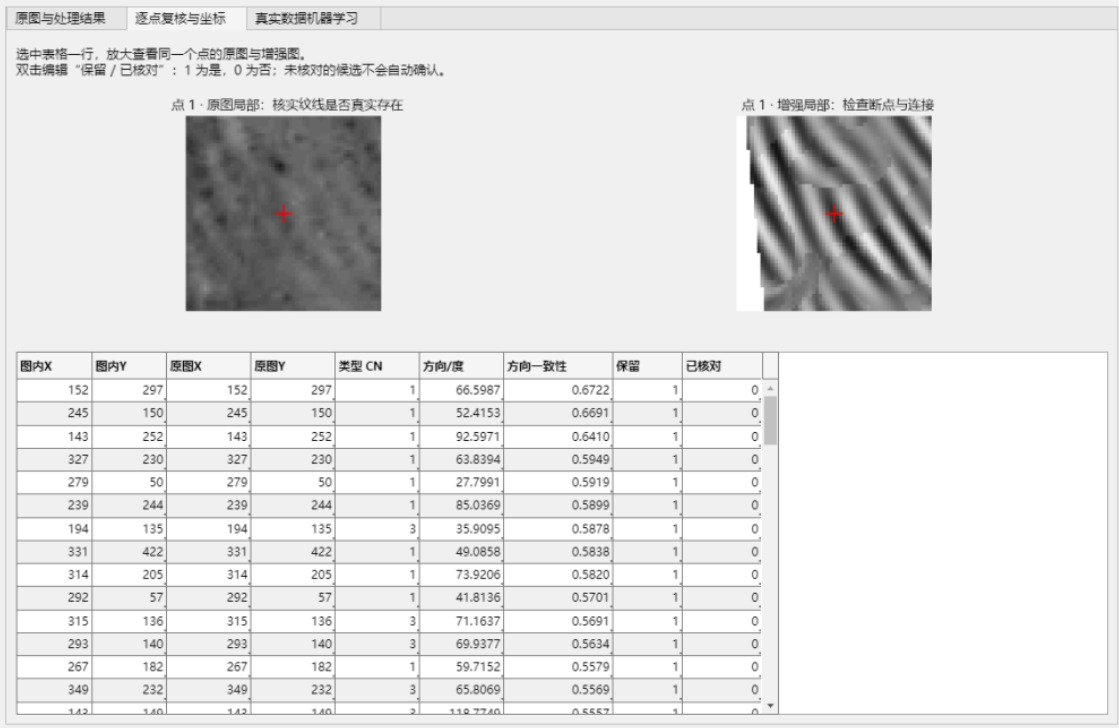 原图与处理结果 逐点复核与坐标 真实数据机器学习
选中表格一行，放大查看同一个点的原图与增强图。
双击编辑“保留 / 已核对”：1 为是，0 为否；未核对的候选不会自动确认。
点 1 · 原图局部：核实纹线是否真实存在 点 1 · 增强局部：检查断点与连接
图内X 图内Y 原图X 原图Y 类型 CN 方向/度 方向一致性 保留 已核对
152 297 152 297 1 66.5987 0.6722 1 0
245 150 245 150 1 52.4153 0.6691 1 0
143 252 143 252 1 92.5971 0.6410 1 0
327 230 327 230 1 63.8394 0.5949 1 0
279 50 279 50 1 27.7991 0.5919 1 0
239 244 239 244 1 85.0369 0.5899 1 0
194 135 194 135 3 35.9095 0.5878 1 0
331 422 331 422 1 49.0858 0.5838 1 0
314 205 314 205 1 73.9206 0.5820 1 0
292 57 292 57 1 41.8136 0.5701 1 0
315 136 315 136 3 71.1637 0.5691 1 0
293 140 293 140 3 69.9377 0.5634 1 0
267 182 267 182 1 59.7152 0.5579 1 0
349 232 349 232 3 65.8069 0.5569 1 0
143 149 143 149 3 118.7749 0.5557 1 0